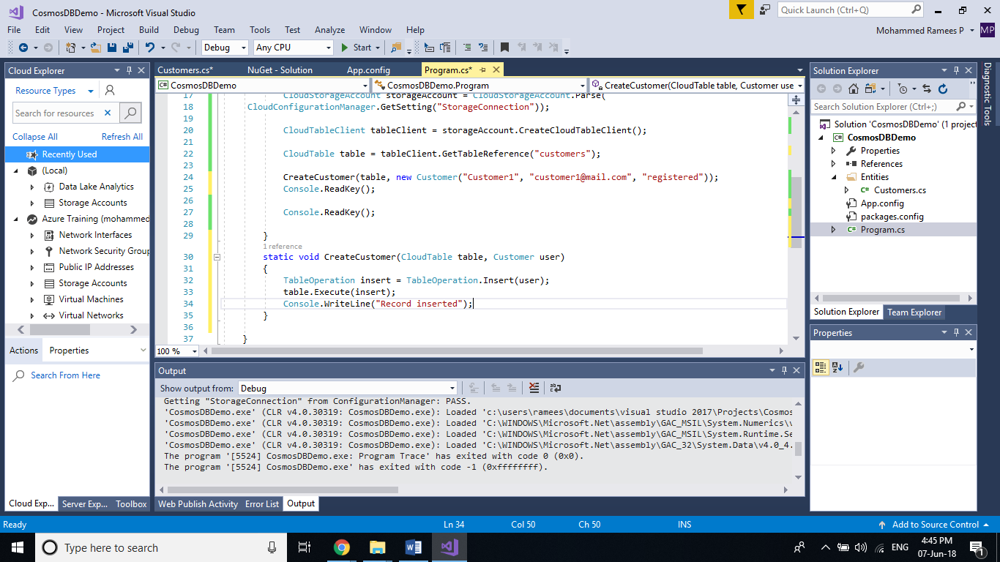 CosmosDBDemo - Microsoft Visual Studio
Quick Launch (Ctrl+Q)
File Edit View Project Build Debug Team Tools Test Analyze Window Help
Mohammed Ramees P
MP
Debug
Any CPU
Start
Cloud Explorer
Resource Types
Search for resources
Collapse All
Refresh All
Recently Used
(Local)
Data Lake Analytics
Storage Accounts
Azure Training (mohammed
Network Interfaces
Network Security Group
Public IP Addresses
Storage Accounts
Virtual Machines
Virtual Networks
Actions
Properties
Search From Here
Cloud Exp...
Server Exp...
Toolbox
Customers.cs*
NuGet - Solution
App.config
Program.cs*
CosmosDBDemo
CosmosDBDemo.Program
CreateCustomer(CloudTable table, Customer use
17 CloudStorageAccount storageAccount = CloudStorageAccount.Parse(
18 CloudConfigurationManager.GetSetting("StorageConnection"));
19
20 CloudTableClient tableClient = storageAccount.CreateCloudTableClient();
21
22 CloudTable table = tableClient.GetTableReference("customers");
23
24 CreateCustomer(table, new Customer("Customer1", "customer1@mail.com", "registered"));
25 Console.ReadKey();
26
27 Console.ReadKey();
28
29 }
1 reference
30 static void CreateCustomer(CloudTable table, Customer user)
31 {
32 TableOperation insert = TableOperation.Insert(user);
33 table.Execute(insert);
34 Console.WriteLine("Record inserted");
35 }
36
37 }
100 %
Output
Show output from:
Debug
Getting "StorageConnection" from ConfigurationManager: PASS.
'CosmosDBDemo.exe' (CLR v4.0.30319: CosmosDBDemo.exe): Loaded 'c:\users\ramees\documents\visual studio 2017\Projects\Cosmos
'CosmosDBDemo.exe' (CLR v4.0.30319: CosmosDBDemo.exe): Loaded 'C:\WINDOWS\Microsoft.Net\assembly\GAC_MSIL\System.Numerics\v
'CosmosDBDemo.exe' (CLR v4.0.30319: CosmosDBDemo.exe): Loaded 'C:\WINDOWS\Microsoft.Net\assembly\GAC_MSIL\System.Runtime.Se
'CosmosDBDemo.exe' (CLR v4.0.30319: CosmosDBDemo.exe): Loaded 'C:\WINDOWS\Microsoft.Net\assembly\GAC_32\System.Data\v4.0_4.
The program '[5524] CosmosDBDemo.exe: Program Trace' has exited with code 0 (0x0).
The program '[5524] CosmosDBDemo.exe' has exited with code -1 (0xffffffff).
Web Publish Activity
Error List
Output
Solution Explorer
Search Solution Explorer (Ctrl+;)
Solution 'CosmosDBDemo' (1 project
CosmosDBDemo
Properties
References
Entities
Customers.cs
App.config
packages.config
Program.cs
Solution Explorer
Team Explorer
Properties
Diagnostic Tools
Ready
Ln 34
Col 50
Ch 50
INS
Add to Source Control
Type here to search
ENG
4:45 PM
07-Jun-18
1